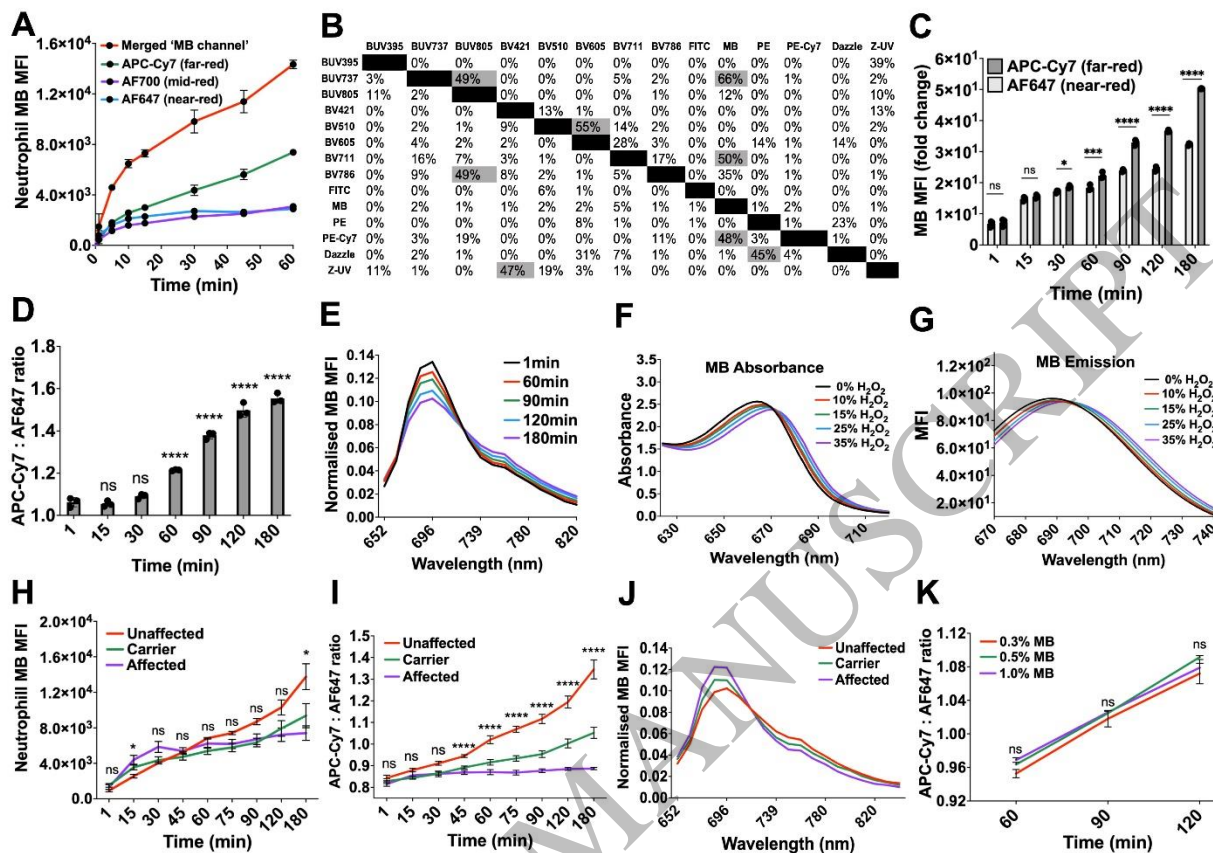 A
Neutrophil MB MFI
1.6×10⁴
1.2×10⁴
8.0×10³
4.0×10³
0.0
Merged 'MB channel'
APC-Cy7 (far-red)
AF700 (mid-red)
AF647 (near-red)
0 10 20 30 40 50 60
Time (min)
B
BUV395 BUV737 BUV805 BV421 BV510 BV605 BV711 BV786 FITC MB PE PE-Cy7 Dazzle Z-UV
BUV395 0% 0% 0% 0% 0% 0% 0% 0% 0% 0% 0% 0% 39%
BUV737 3% 49% 0% 0% 0% 5% 2% 0% 66% 0% 1% 0% 2%
BUV805 11% 2% 0% 0% 0% 0% 1% 0% 12% 0% 0% 0% 10%
BV421 0% 0% 0% 13% 1% 0% 0% 0% 0% 0% 0% 0% 13%
BV510 0% 2% 1% 9% 55% 14% 2% 0% 0% 0% 0% 0% 2%
BV605 0% 4% 2% 2% 1% 28% 3% 0% 1% 14% 1% 14% 0%
BV711 0% 16% 7% 3% 1% 0% 17% 0% 50% 0% 1% 0% 1%
BV786 0% 2% 49% 8% 2% 1% 5% 0% 35% 0% 1% 0% 1%
FITC 0% 0% 0% 0% 6% 1% 0% 0% 0% 0% 0% 0% 0%
MB 0% 2% 1% 1% 2% 2% 5% 2% 1% 1% 1% 1% 0%
PE 0% 0% 0% 0% 0% 8% 1% 0% 1% 0% 1% 23% 0%
PE-Cy7 0% 3% 19% 0% 0% 0% 0% 11% 0% 48% 3% 1% 0%
Dazzle 0% 2% 1% 0% 0% 31% 7% 1% 0% 1% 45% 4% 0%
Z-UV 11% 1% 0% 47% 19% 3% 1% 0% 0% 0% 0% 0% 0%
C
MB MFI (fold change)
6×10¹
5×10¹
4×10¹
3×10¹
2×10¹
1×10¹
0
APC-Cy7 (far-red)
AF647 (near-red)
ns ns * *** **** **** ****
1 15 30 60 90 120 180
Time (min)
D
APC-Cy7 : AF647 ratio
1.8
1.6
1.4
1.2
1.0
ns ns **** **** **** ****
1 15 30 60 90 120 180
Time (min)
E
Normalised MB MFI
0.14
0.12
0.10
0.08
0.06
0.04
0.02
0.00
1min
60min
90min
120min
180min
652 696 739 780 820
Wavelength (nm)
F
MB Absorbance
Absorbance
3.5
3.0
2.5
2.0
1.5
1.0
0.5
0.0
0% H₂O₂
10% H₂O₂
15% H₂O₂
25% H₂O₂
35% H₂O₂
630 650 670 690 710
Wavelength (nm)
G
MB Emission
MFI
1.0×10²
8.0×10¹
6.0×10¹
4.0×10¹
2.0×10¹
0% H₂O₂
10% H₂O₂
15% H₂O₂
25% H₂O₂
35% H₂O₂
670 680 690 700 710 720 730 740
Wavelength (nm)
H
Neutrophil MB MFI
2.0×10⁴
1.6×10⁴
1.2×10⁴
8.0×10³
4.0×10³
0.0
Unaffected
Carrier
Affected
ns * ns ns ns ns ns ns *
1 15 30 45 60 75 90 120 180
Time (min)
I
APC-Cy7 : AF647 ratio
1.5
1.4
1.3
1.2
1.1
1.0
0.9
0.8
Unaffected
Carrier
Affected
ns ns ns **** **** **** **** **** ****
1 15 30 45 60 75 90 120 180
Time (min)
J
Normalised MB MFI
0.14
0.12
0.10
0.08
0.06
0.04
0.02
0.00
Unaffected
Carrier
Affected
652 696 739 780 820
Wavelength (nm)
K
APC-Cy7 : AF647 ratio
1.12
1.08
1.04
1.00
0.96
0.92
0.3% MB
0.5% MB
1.0% MB
ns ns ns
60 90 120
Time (min)
MANUSCRIPT